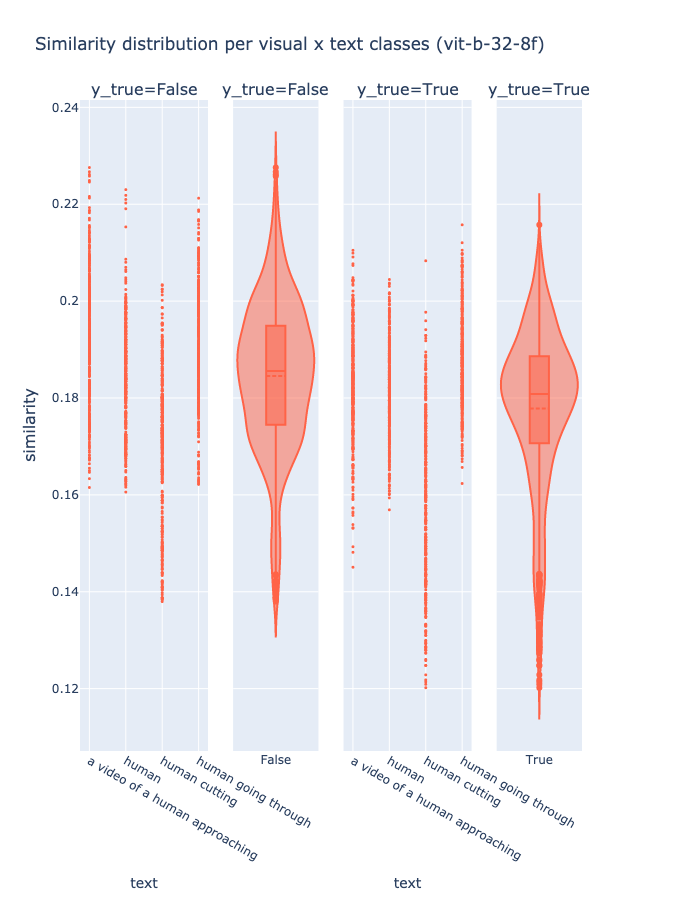 Similarity distribution per visual x text classes (vit-b-32-8f)
y_true=False
y_true=False
y_true=True
y_true=True
0.24
0.22
0.2
0.18
0.16
0.14
0.12
similarity
a video of a human approaching
human
human cutting
human going through
False
a video of a human approaching
human
human cutting
human going through
True
text
text